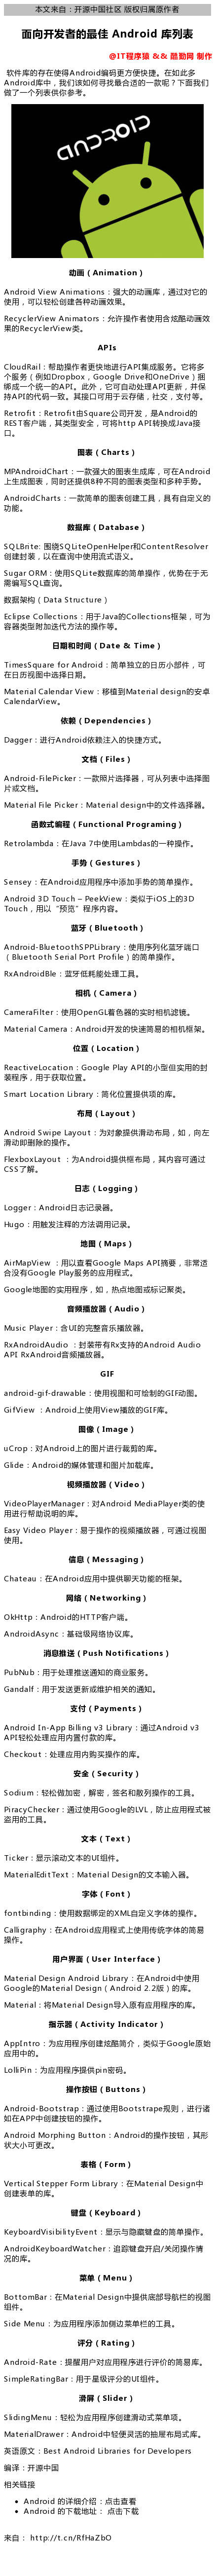 本文来自：开源中国社区 版权归属原作者
面向开发者的最佳 Android 库列表
@IT程序猿 && 酷勤网 制作
软件库的存在使得Android编码更方便快捷。在如此多
Android库中，我们该如何寻找最合适的一款呢？下面我们
做了一个列表供你参考。
ANDROID
动画（Animation）
Android View Animations：强大的动画库，通过对它的
使用，可以轻松创建各种动画效果。
RecyclerView Animators：允许操作者使用含炫酷动画效
果的RecyclerView类。
APIs
CloudRail：帮助操作者更快地进行API集成服务。它将多
个服务（例如Dropbox，Google Drive和OneDrive）捆
绑成一个统一的API。此外，它可自动处理API更新，并保
持API的代码一致。其接口可用于云存储，社交，支付等。
Retrofit：Retrofit由Square公司开发，是Android的
REST客户端，其类型安全，可将http API转换成Java接
口。
图表（Charts）
MPAndroidChart：一款强大的图表生成库，可在Android
上生成图表，同时还提供8种不同的图表类型和多种手势。
AndroidCharts：一款简单的图表创建工具，具有自定义的
功能。
数据库（Database）
SQLBrite: 围绕SQLiteOpenHelper和ContentResolver
创建封装，以在查询中使用流式语义。
Sugar ORM：使用SQLite数据库的简单操作，优势在于无
需编写SQL查询。
数据架构（Data Structure）
Eclipse Collections：用于Java的Collections框架，可为
容器类型附加迭代方法的操作等。
日期和时间（Date & Time）
TimesSquare for Android：简单独立的日历小部件，可
在日历视图中选择日期。
Material Calendar View：移植到Material design的安卓
CalendarView。
依赖（Dependencies）
Dagger：进行Android依赖注入的快捷方式。
文档（Files）
Android-FilePicker：一款照片选择器，可从列表中选择图
片或文档。
Material File Picker：Material design中的文件选择器。
函数式编程（Functional Programing）
Retrolambda：在Java 7中使用Lambdas的一种操作。
手势（Gestures）
Sensey：在Android应用程序中添加手势的简单操作。
Android 3D Touch – PeekView：类似于iOS上的3D
Touch，用以“预览”程序内容。
蓝牙（Bluetooth）
Android-BluetoothSPPLibrary：使用序列化蓝牙端口
（Bluetooth Serial Port Profile）的简单操作。
RxAndroidBle：蓝牙低耗能处理工具。
相机（Camera）
CameraFilter：使用OpenGL着色器的实时相机滤镜。
Material Camera：Android开发的快速简易的相机框架。
位置（Location）
ReactiveLocation：Google Play API的小型但实用的封
装程序，用于获取位置。
Smart Location Library：简化位置提供项的库。
布局（Layout）
Android Swipe Layout：为对象提供滑动布局，如，向左
滑动即删除的操作。
FlexboxLayout ：为Android提供框布局，其内容可通过
CSS了解。
日志（Logging）
Logger：Android日志记录器。
Hugo：用触发注释的方法调用记录。
地图（Maps）
AirMapView ：用以查看Google Maps API摘要，非常适
合没有Google Play服务的应用程式。
Google地图的实用程序，如，热点地图或标记聚类。
音频播放器（Audio）
Music Player：含UI的完整音乐播放器。
RxAndroidAudio ：封装带有Rx支持的Android Audio
API RxAndroid音频播放器。
GIF
android-gif-drawable：使用视图和可绘制的GIF动图。
GifView ：Android上使用View播放的GIF库。
图像（Image）
uCrop：对Android上的图片进行裁剪的库。
Glide：Android的媒体管理和图片加载库。
视频播放器（Video）
VideoPlayerManager：对Android MediaPlayer类的使
用进行帮助说明的库。
Easy Video Player：易于操作的视频播放器，可通过视图
使用。
信息（Messaging）
Chateau：在Android应用中提供聊天功能的框架。
网络（Networking）
OkHttp：Android的HTTP客户端。
AndroidAsync：基础级网络协议库。
消息推送（Push Notifications）
PubNub：用于处理推送通知的商业服务。
Gandalf：用于发送更新或维护相关的通知。
支付（Payments）
Android In-App Billing v3 Library：通过Android v3
API轻松处理应用内置付款的库。
Checkout：处理应用内购买操作的库。
安全（Security）
Sodium：轻松做加密，解密，签名和散列操作的工具。
PiracyChecker：通过使用Google的LVL，防止应用程式被
盗用的工具。
文本（Text）
Ticker：显示滚动文本的UI组件。
MaterialEditText：Material Design的文本输入器。
字体（Font）
fontbinding：使用数据绑定的XML自定义字体的操作。
Calligraphy：在Android应用程式上使用传统字体的简易
操作。
用户界面（User Interface）
Material Design Android Library：在Android中使用
Google的Material Design（Android 2.2版）的库。
Material：将Material Design导入原有应用程序的库。
指示器（Activity Indicator）
AppIntro：为应用程序创建炫酷简介，类似于Google原始
应用中的。
LolliPin：为应用程序提供pin密码。
操作按钮（Buttons）
Android-Bootstrap：通过使用Bootstrape规则，进行诸
如在APP中创建按钮的操作。
Android Morphing Button：Android的操作按钮，其形
状大小可更改。
表格（Form）
Vertical Stepper Form Library：在Material Design中
创建表单的库。
键盘（Keyboard）
KeyboardVisibilityEvent：显示与隐藏键盘的简单操作。
AndroidKeyboardWatcher：追踪键盘开启/关闭操作情
况的库。
菜单（Menu）
BottomBar：在Material Design中提供底部导航栏的视图
组件。
Side Menu：为应用程序添加侧边菜单栏的工具。
评分（Rating）
Android-Rate：提醒用户对应用程序进行评价的简易库。
SimpleRatingBar：用于星级评分的UI组件。
滑屏（Slider）
SlidingMenu：轻松为应用程序创建滑动式菜单项。
MaterialDrawer：Android中轻便灵活的抽屉布局式库。
英语原文：Best Android Libraries for Developers
编译：开源中国
相关链接
• Android 的详细介绍：点击查看
• Android 的下载地址： 点击下载
来自： http://t.cn/RfHaZbO